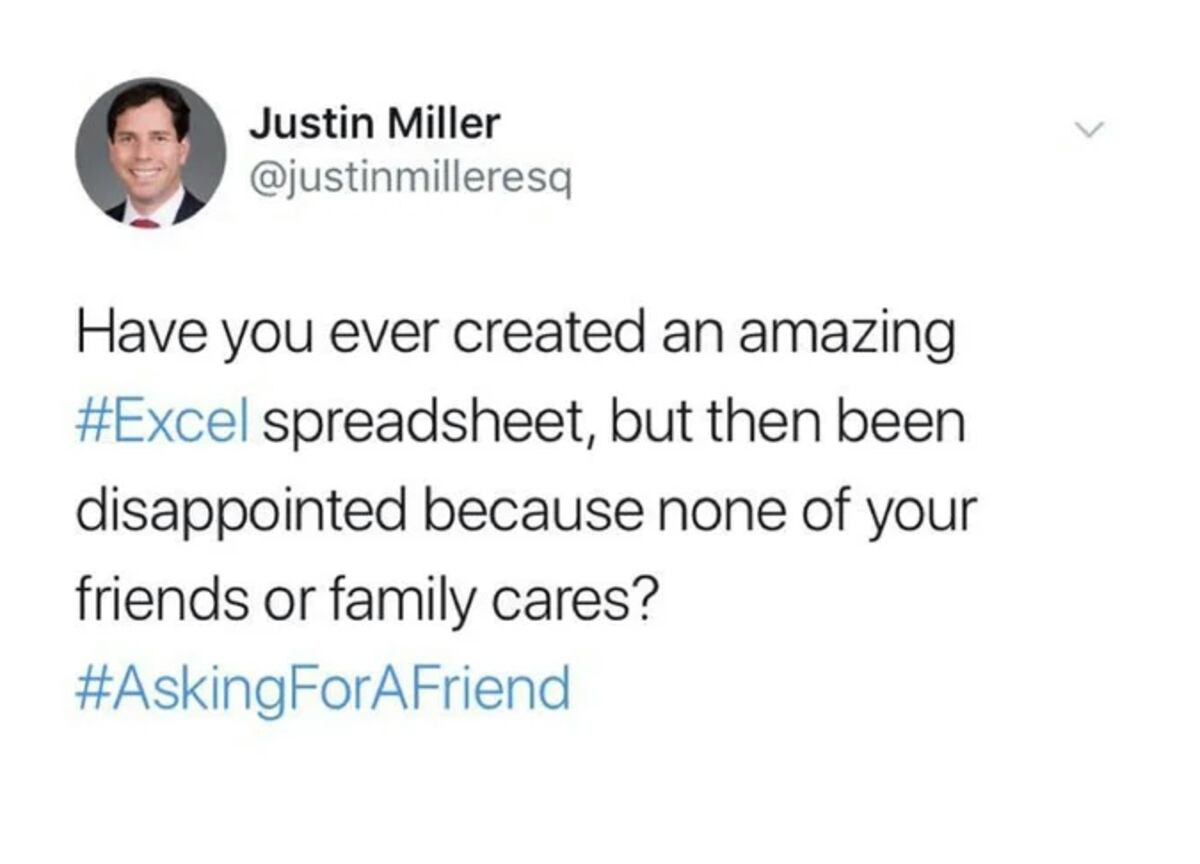 Justin Miller
@justinmilleresq
Have you ever created an amazing
#Excel spreadsheet, but then been
disappointed because none of your
friends or family cares?
#AskingForAFriend